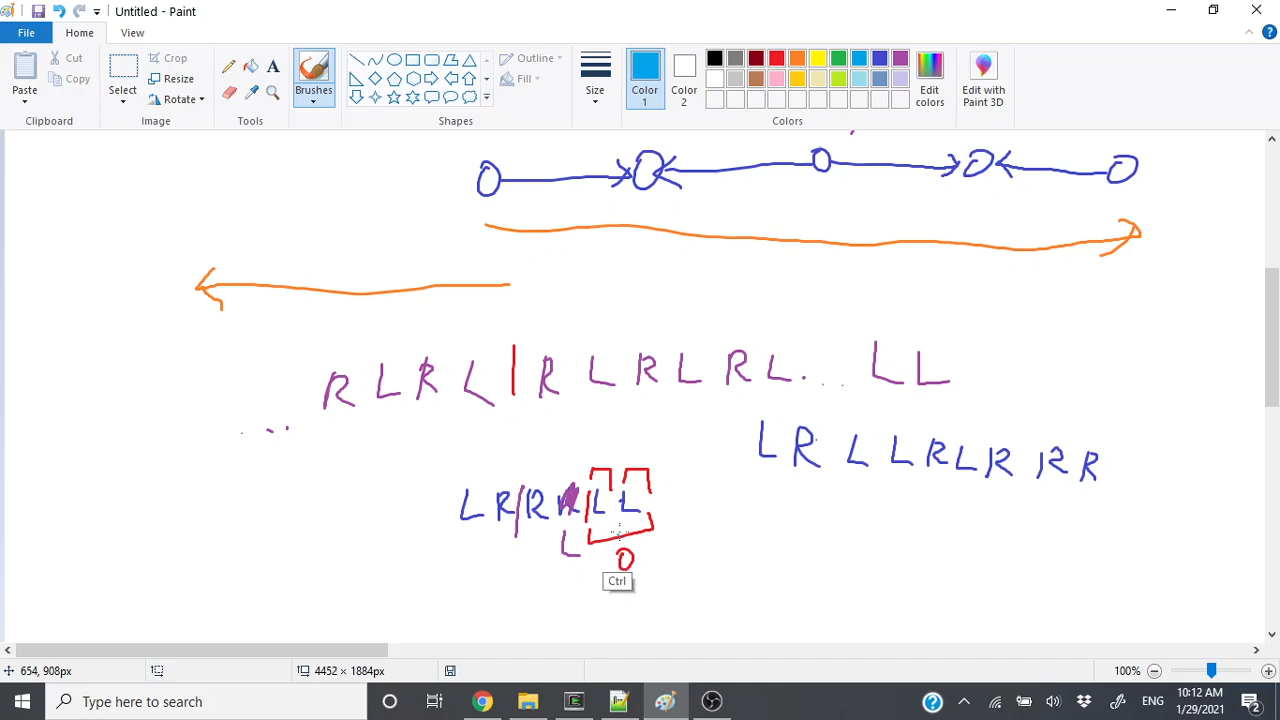 Untitled - Paint
File Home View
Paste Cut Copy Clipboard
Select Crop Resize Rotate Image
A Tools
Brushes
Outline Fill Shapes
Size
Color 1 Color 2 Edit colors Edit with Paint 3D Colors
R L R L | R L R L R L . . . L L
. . .
L R L L R L R R R
L R R L L
L
0
Ctrl
654, 908px 4452 × 1884px 100%
Type here to search
ENG 10:12 AM 1/29/2021 2